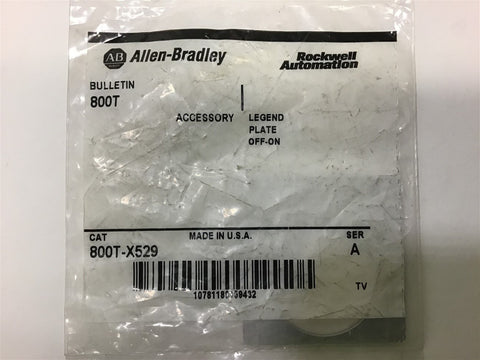 AB Allen-Bradley Rockwell Automation
BULLETIN
800T
ACCESSORY LEGEND
PLATE
OFF-ON
CAT MADE IN U.S.A. SER
800T-X529 A
TV